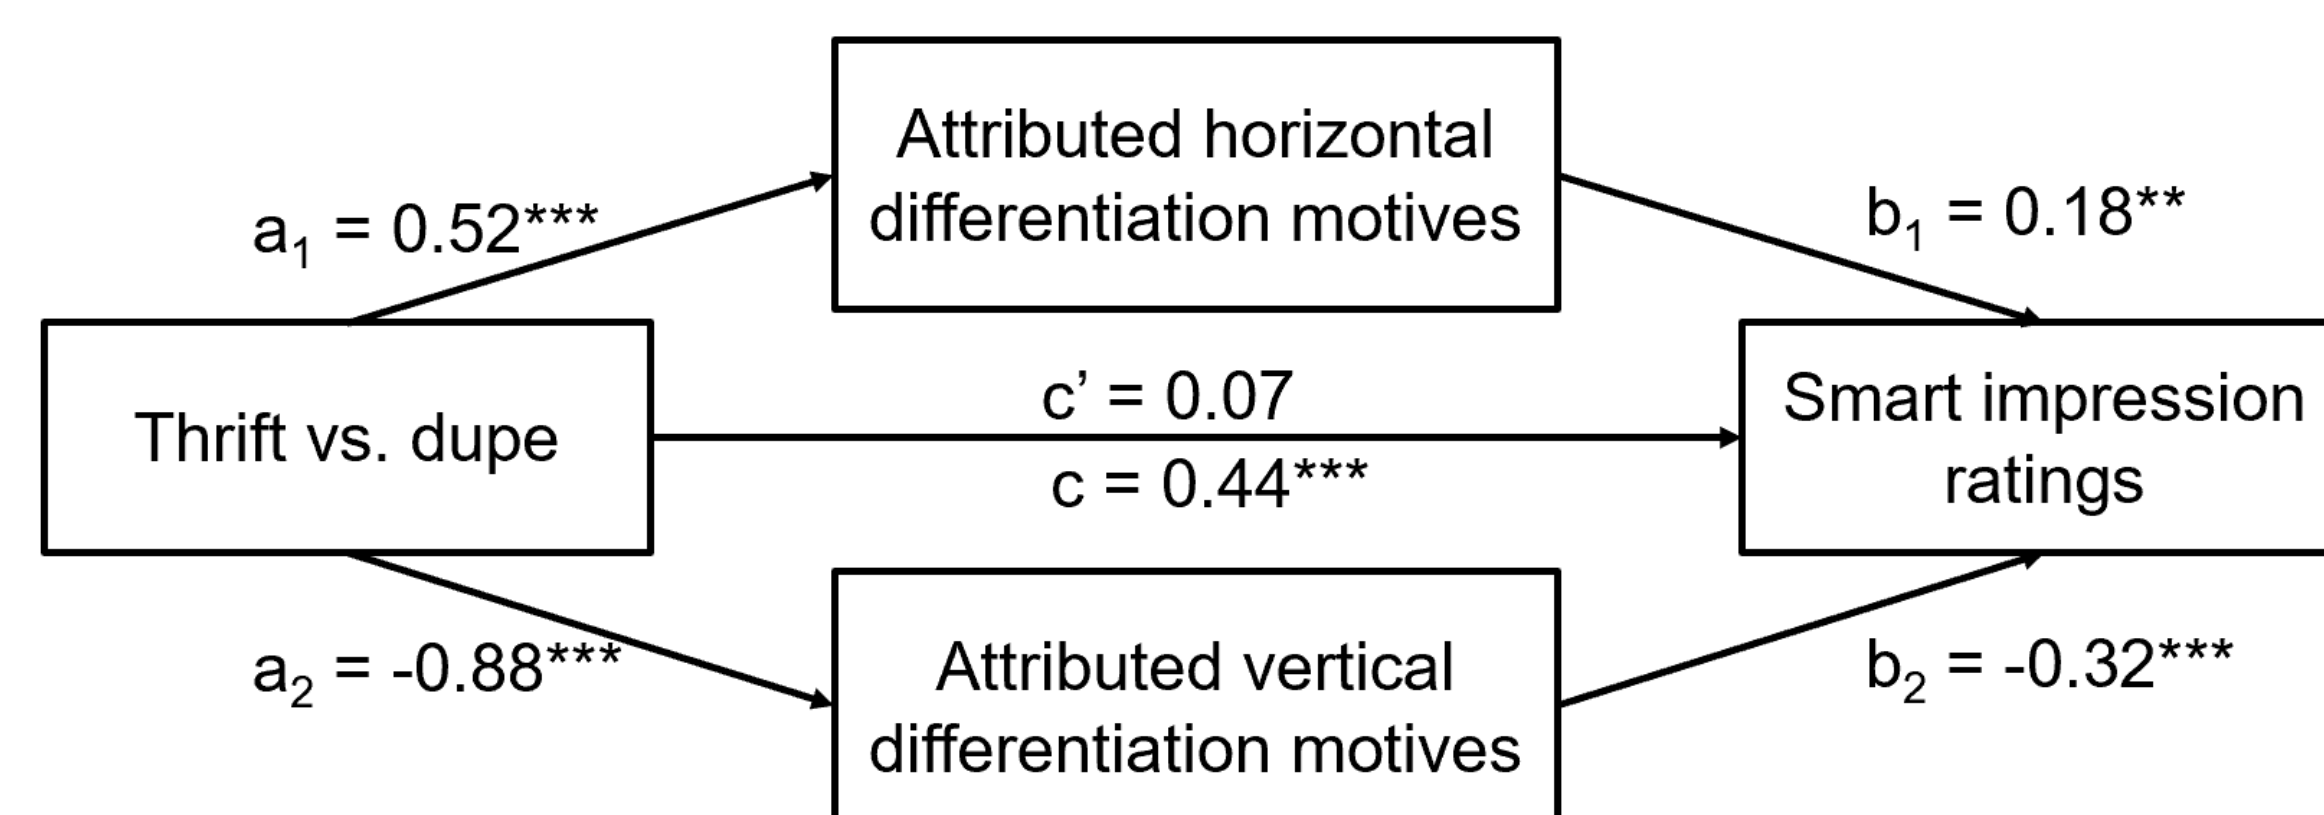 Attributed horizontal
differentiation motives
a₁ = 0.52***
b₁ = 0.18**
Thrift vs. dupe
c’ = 0.07
c = 0.44***
Smart impression
ratings
a₂ = -0.88***
b₂ = -0.32***
Attributed vertical
differentiation motives